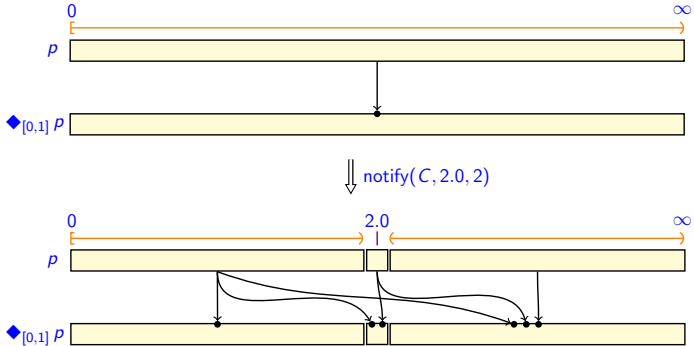 0 ∞
p
◆[0,1] p
notify(C, 2.0, 2)
0 2.0 ∞
p
◆[0,1] p